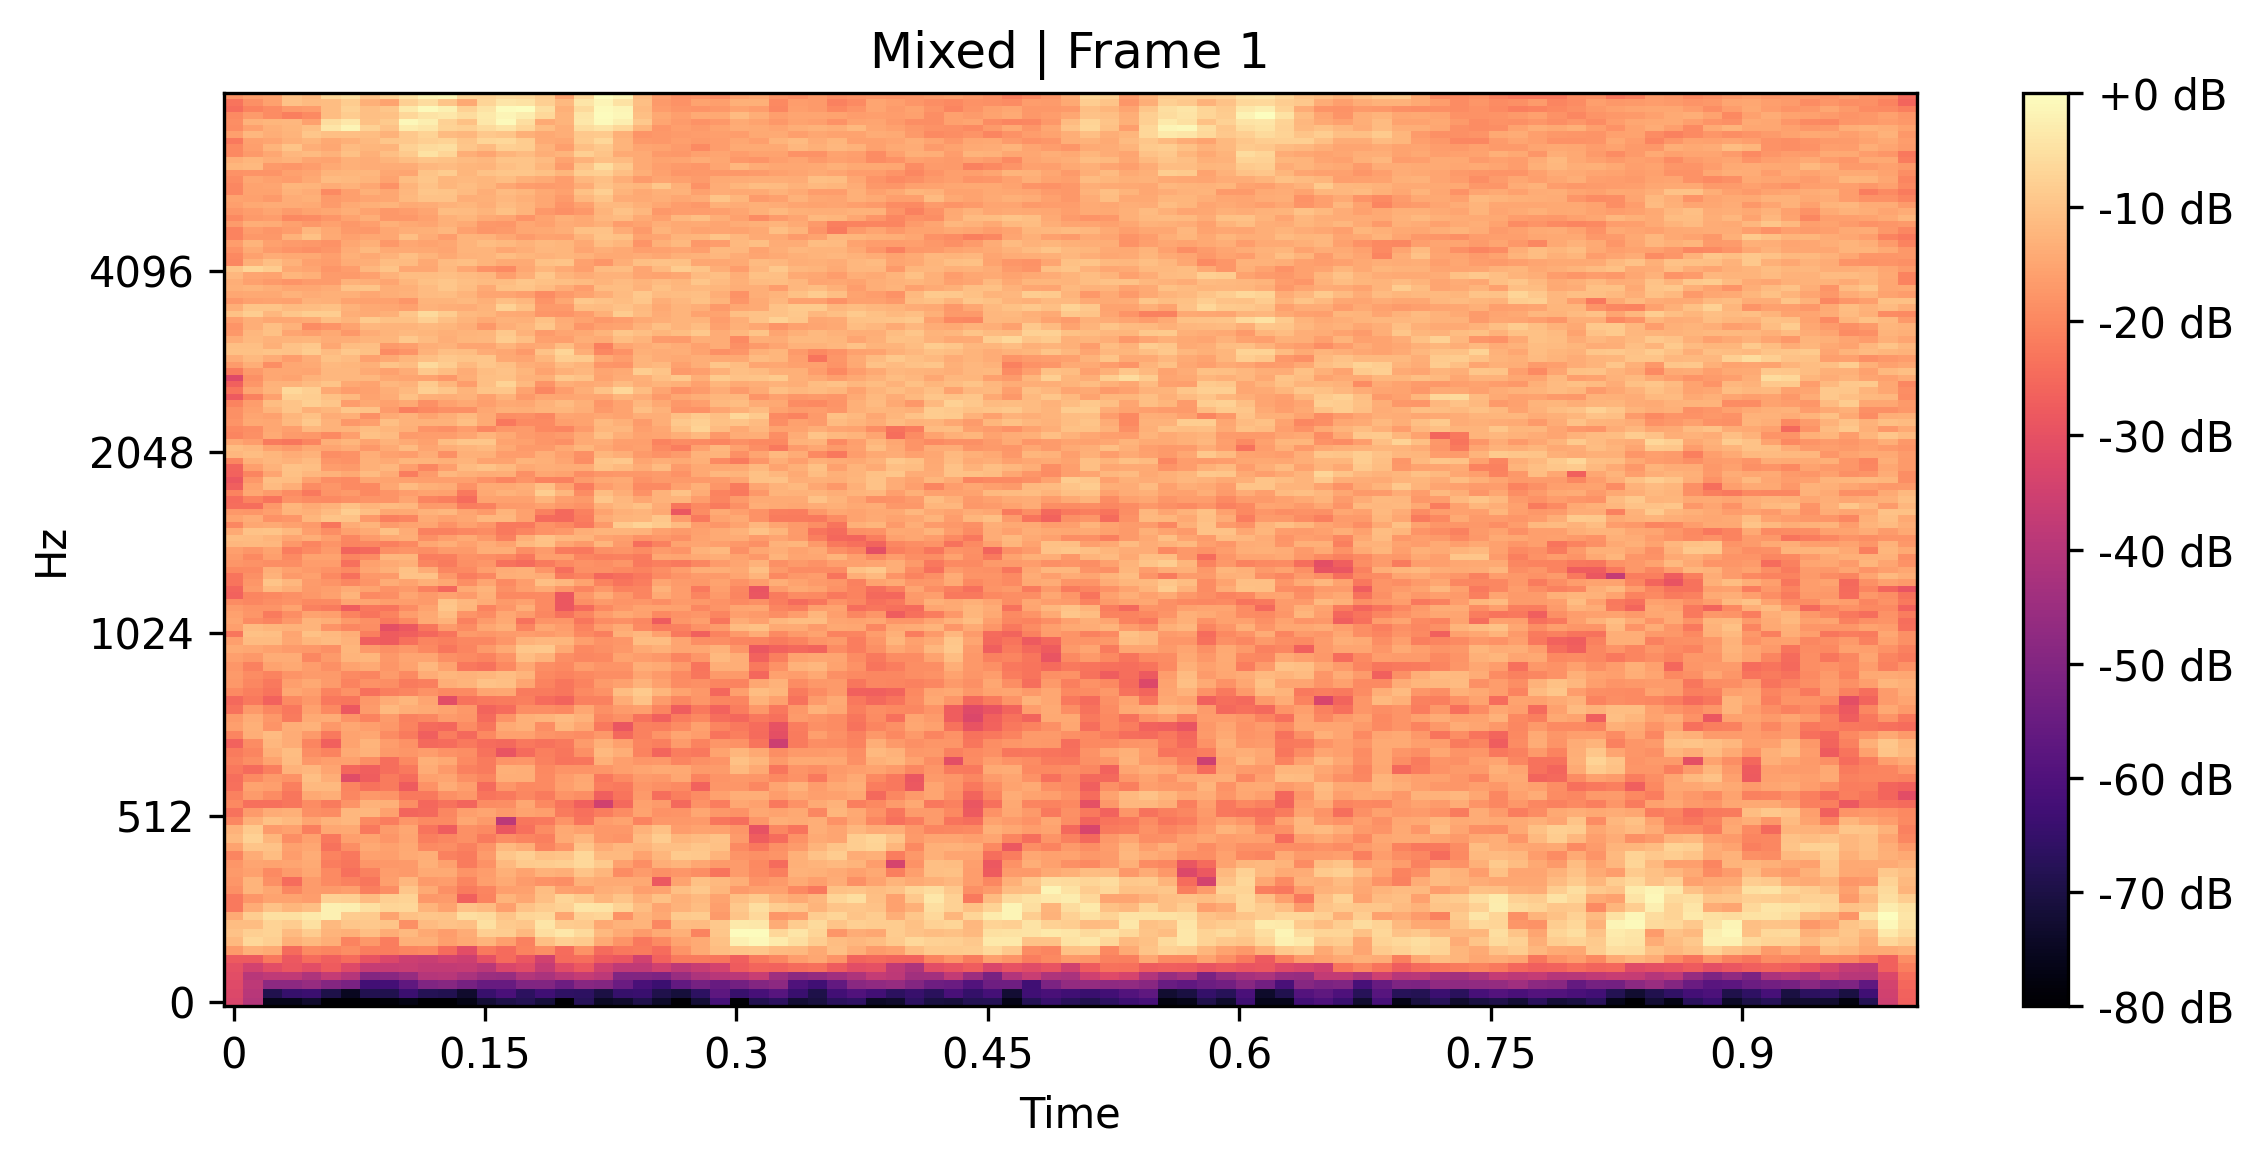 Mixed | Frame 1
+0 dB
-10 dB
-20 dB
-30 dB
-40 dB
-50 dB
-60 dB
-70 dB
-80 dB
Hz
4096
2048
1024
512
0
0 0.15 0.3 0.45 0.6 0.75 0.9
Time